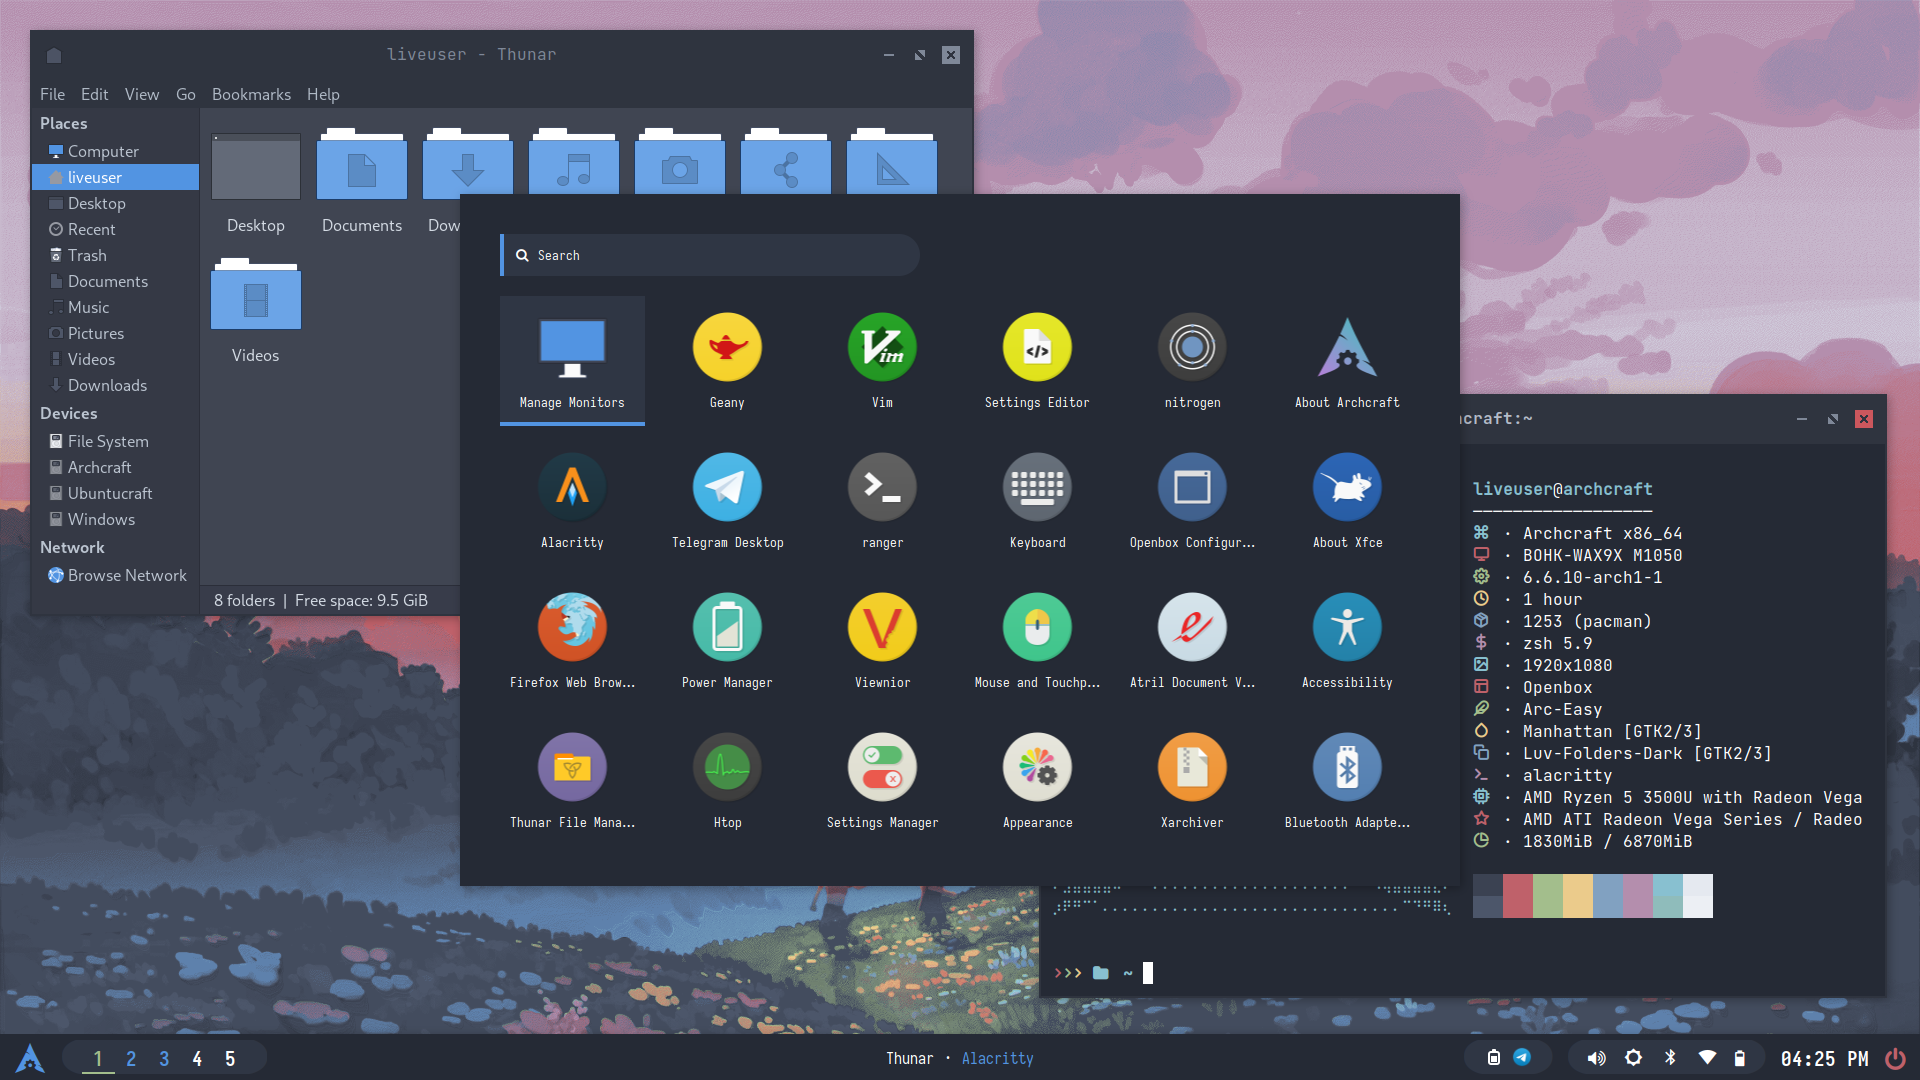 liveuser - Thunar
File Edit View Go Bookmarks Help
Places
Computer
liveuser
Desktop
Recent
Trash
Documents
Music
Pictures
Videos
Downloads
Devices
File System
Archcraft
Ubuntucraft
Windows
Network
Browse Network
Desktop Documents Dow
Videos
8 folders | Free space: 9.5 GiB
Search
Manage Monitors Geany Vim Settings Editor nitrogen About Archcraft
Alacritty Telegram Desktop ranger Keyboard Openbox Configur... About Xfce
Firefox Web Brow... Power Manager Viewnior Mouse and Touchp... Atril Document V... Accessibility
Thunar File Mana... Htop Settings Manager Appearance Xarchiver Bluetooth Adapte...
craft:~
liveuser@archcraft
· Archcraft x86_64
· BOHK-WAX9X M1050
· 6.6.10-arch1-1
· 1 hour
· 1253 (pacman)
· zsh 5.9
· 1920x1080
· Openbox
· Arc-Easy
· Manhattan [GTK2/3]
· Luv-Folders-Dark [GTK2/3]
· alacritty
· AMD Ryzen 5 3500U with Radeon Vega
· AMD ATI Radeon Vega Series / Radeo
· 1830MiB / 6870MiB
~
1 2 3 4 5
Thunar · Alacritty
04:25 PM